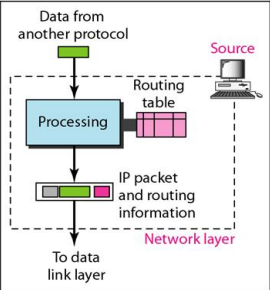 Data from
another protocol
Source
Routing
table
Processing
IP packet
and routing
information
Network layer
To data
link layer